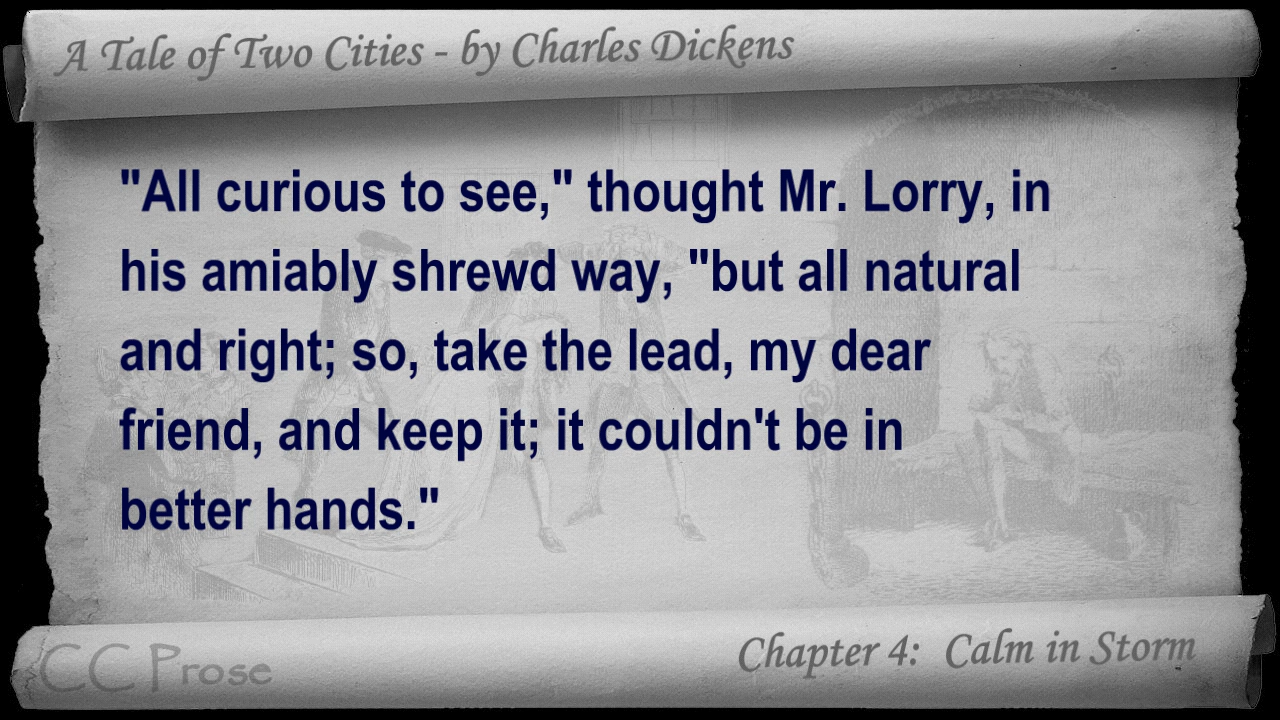 A Tale of Two Cities - by Charles Dickens
"All curious to see," thought Mr. Lorry, in
his amiably shrewd way, "but all natural
and right; so, take the lead, my dear
friend, and keep it; it couldn't be in
better hands."
CC Prose
Chapter 4: Calm in Storm